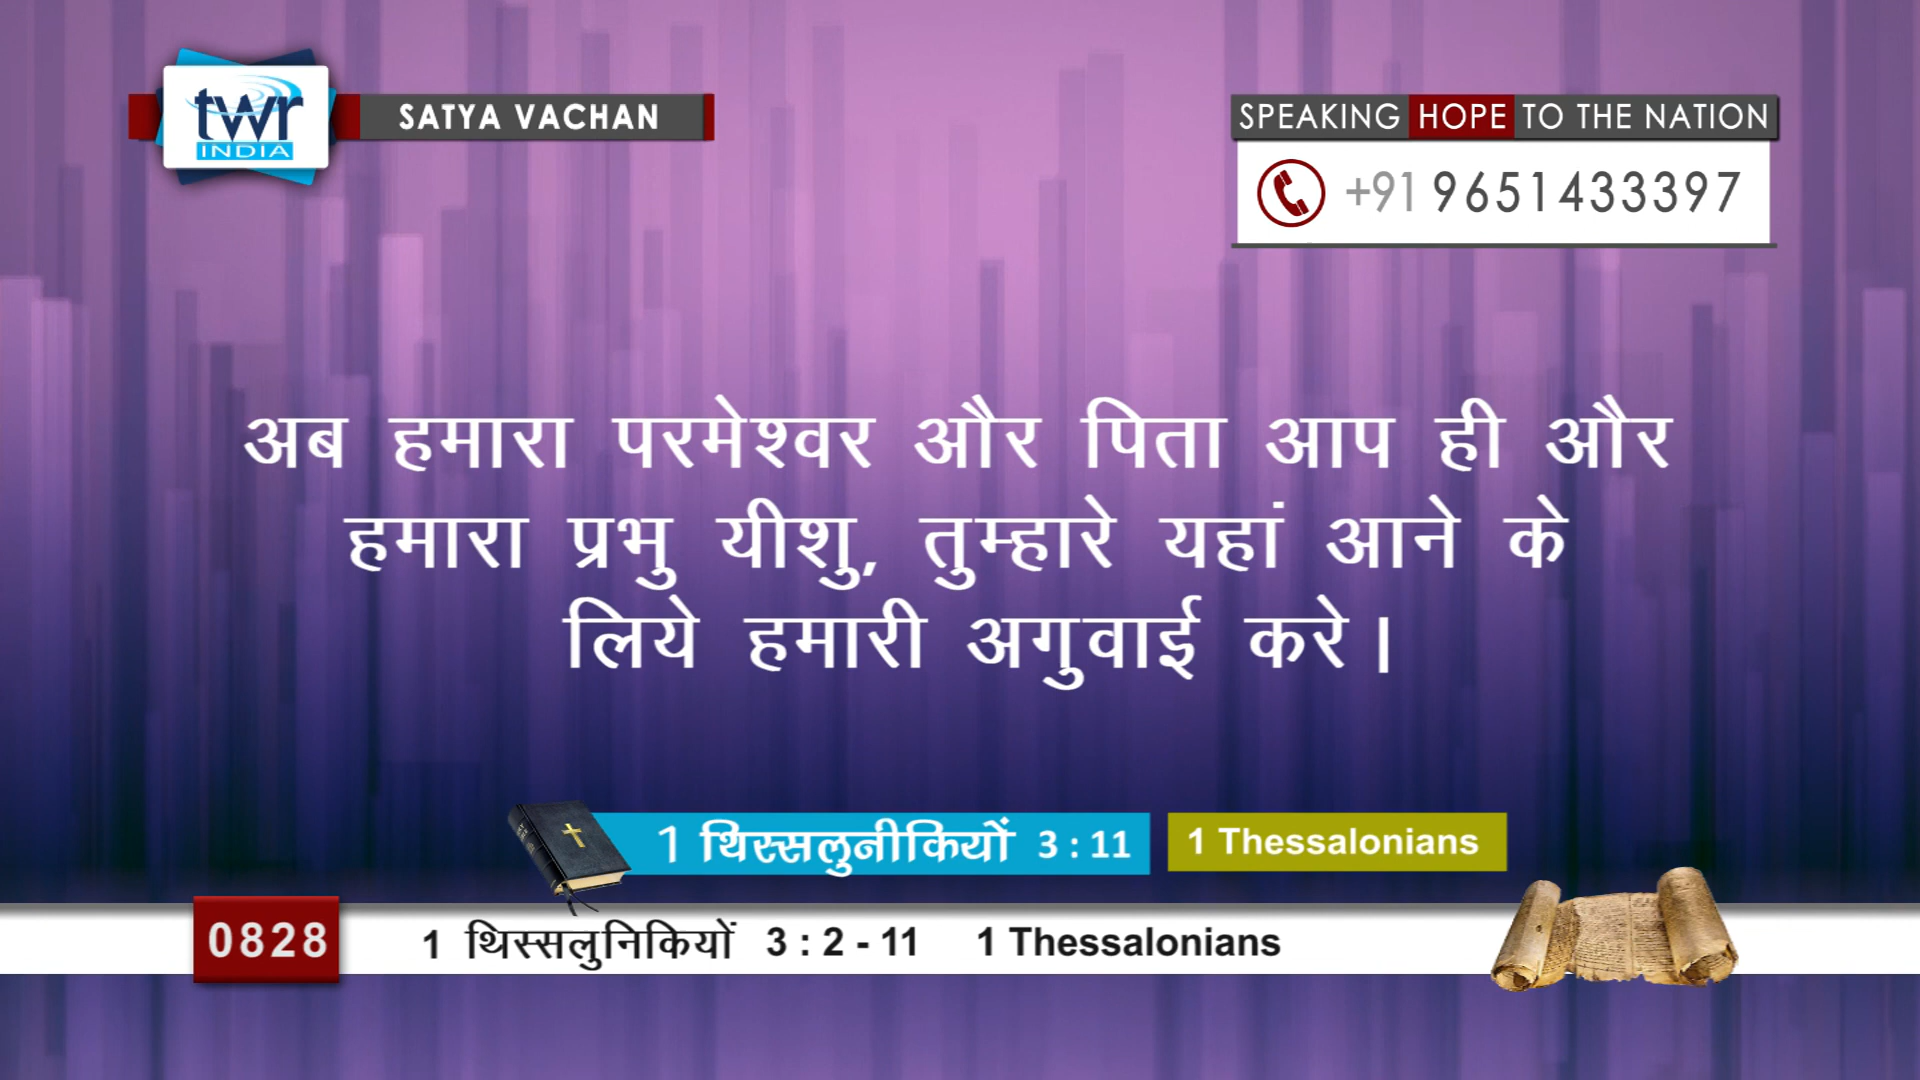 twr
INDIA
SATYA VACHAN
SPEAKING HOPE TO THE NATION
+91 9651433397
अब हमारा परमेश्वर और पिता आप ही और
हमारा प्रभु यीशु, तुम्हारे यहां आने के
लिये हमारी अगुवाई करे।
1 थिस्सलुनीकियों 3 : 11
1 Thessalonians
0828
1 थिस्सलुनिकियों 3 : 2 - 11 1 Thessalonians